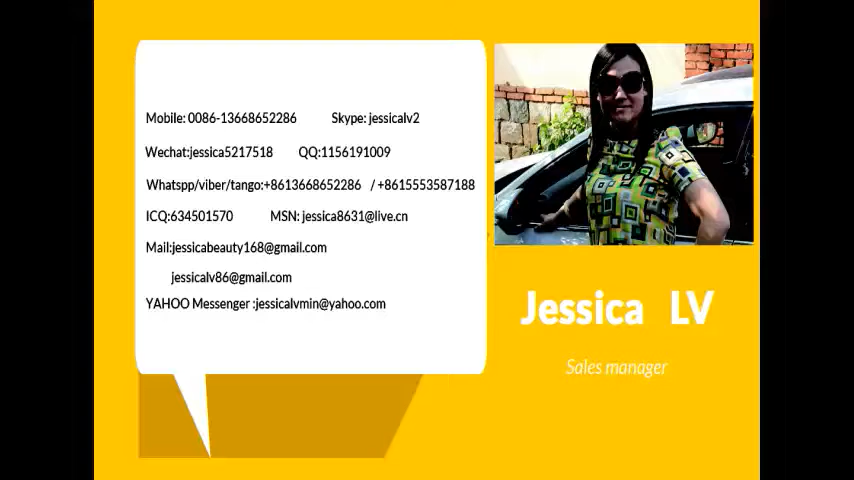 Mobile: 0086-13668652286 Skype: jessicalv2
Wechat:jessica5217518 QQ:1156191009
Whatspp/viber/tango:+8613668652286 / +8615553587188
ICQ:634501570 MSN: jessica8631@live.cn
Mail:jessicabeauty168@gmail.com
jessicalv86@gmail.com
YAHOO Messenger :jessicalvmin@yahoo.com
Jessica LV
Sales manager